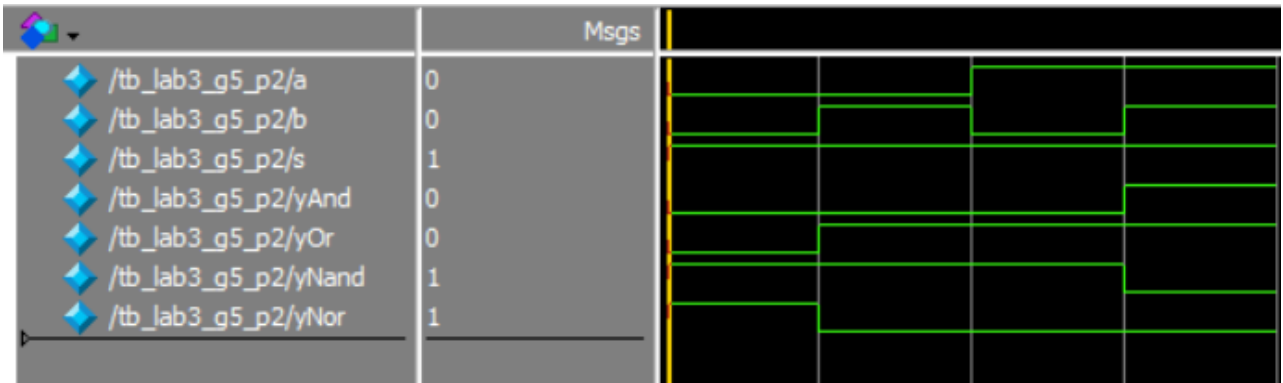 Msgs
/tb_lab3_g5_p2/a 0
/tb_lab3_g5_p2/b 0
/tb_lab3_g5_p2/s 1
/tb_lab3_g5_p2/yAnd 0
/tb_lab3_g5_p2/yOr 0
/tb_lab3_g5_p2/yNand 1
/tb_lab3_g5_p2/yNor 1